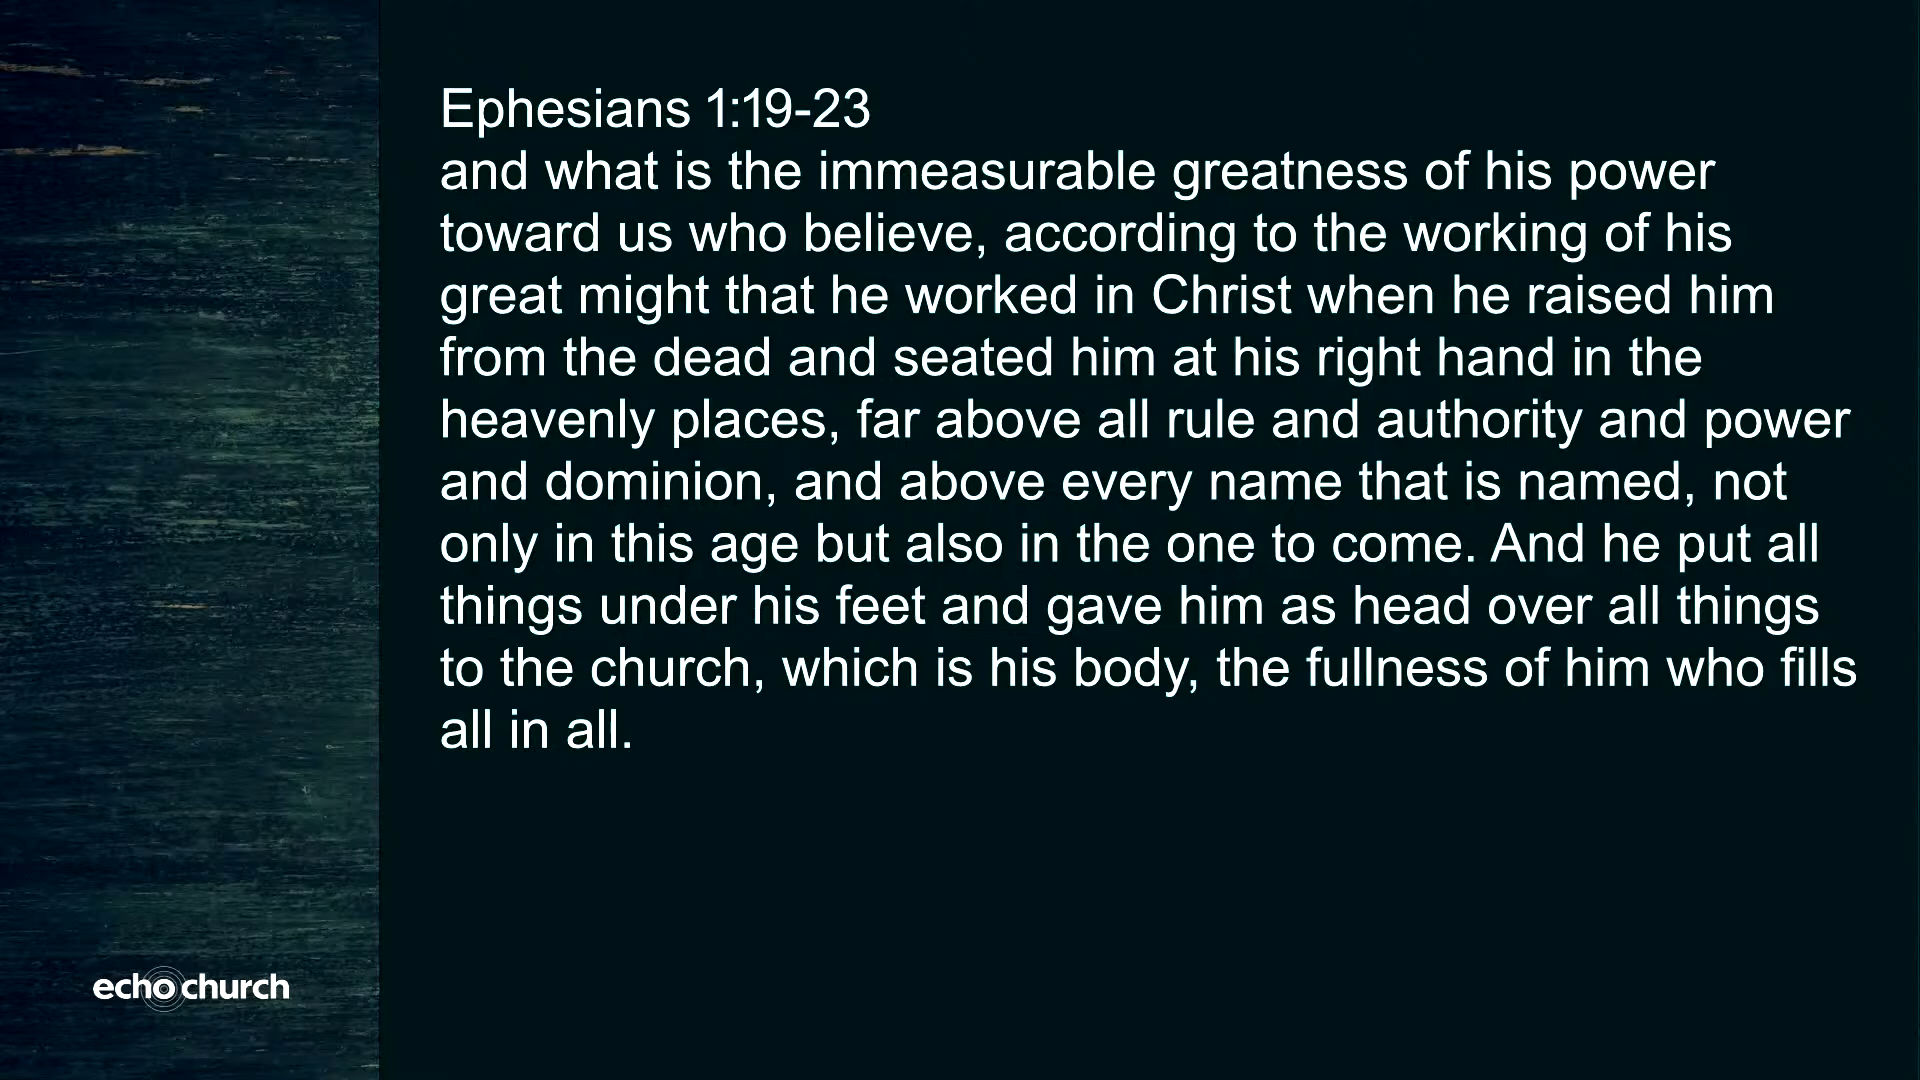 Ephesians 1:19-23
and what is the immeasurable greatness of his power
toward us who believe, according to the working of his
great might that he worked in Christ when he raised him
from the dead and seated him at his right hand in the
heavenly places, far above all rule and authority and power
and dominion, and above every name that is named, not
only in this age but also in the one to come. And he put all
things under his feet and gave him as head over all things
to the church, which is his body, the fullness of him who fills
all in all.
echo church